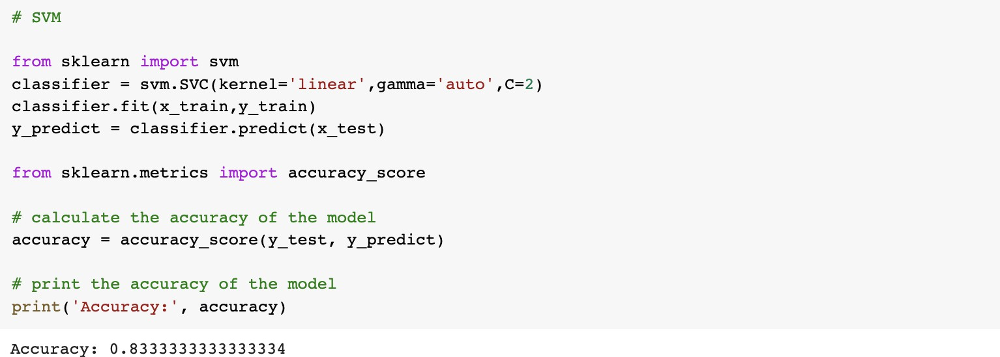 # SVM
from sklearn import svm
classifier = svm.SVC(kernel='linear',gamma='auto',C=2)
classifier.fit(x_train,y_train)
y_predict = classifier.predict(x_test)
from sklearn.metrics import accuracy_score
# calculate the accuracy of the model
accuracy = accuracy_score(y_test, y_predict)
# print the accuracy of the model
print('Accuracy:', accuracy)
Accuracy: 0.8333333333333334